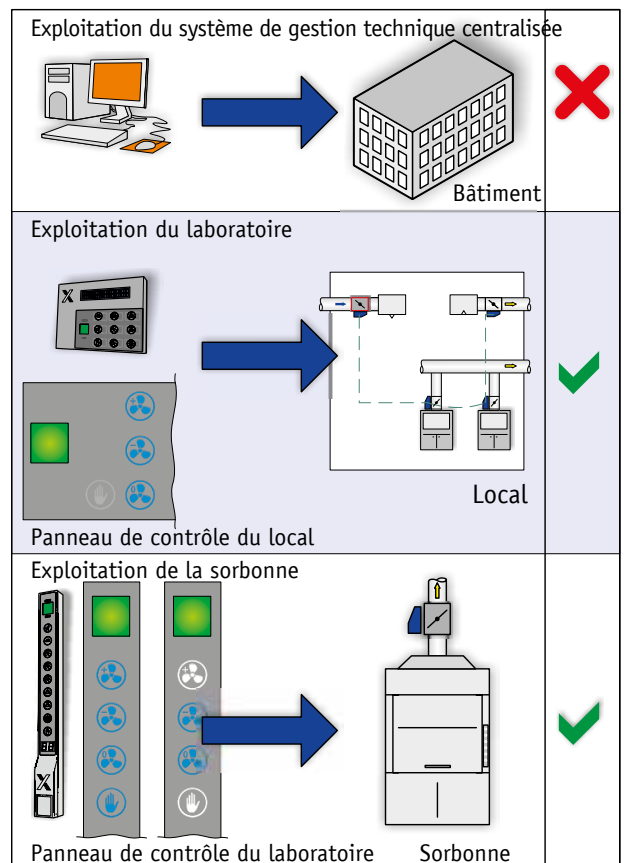 Exploitation du système de gestion technique centralisée
Bâtiment
Exploitation du laboratoire
Local
Panneau de contrôle du local
Exploitation de la sorbonne
Panneau de contrôle du laboratoire
Sorbonne